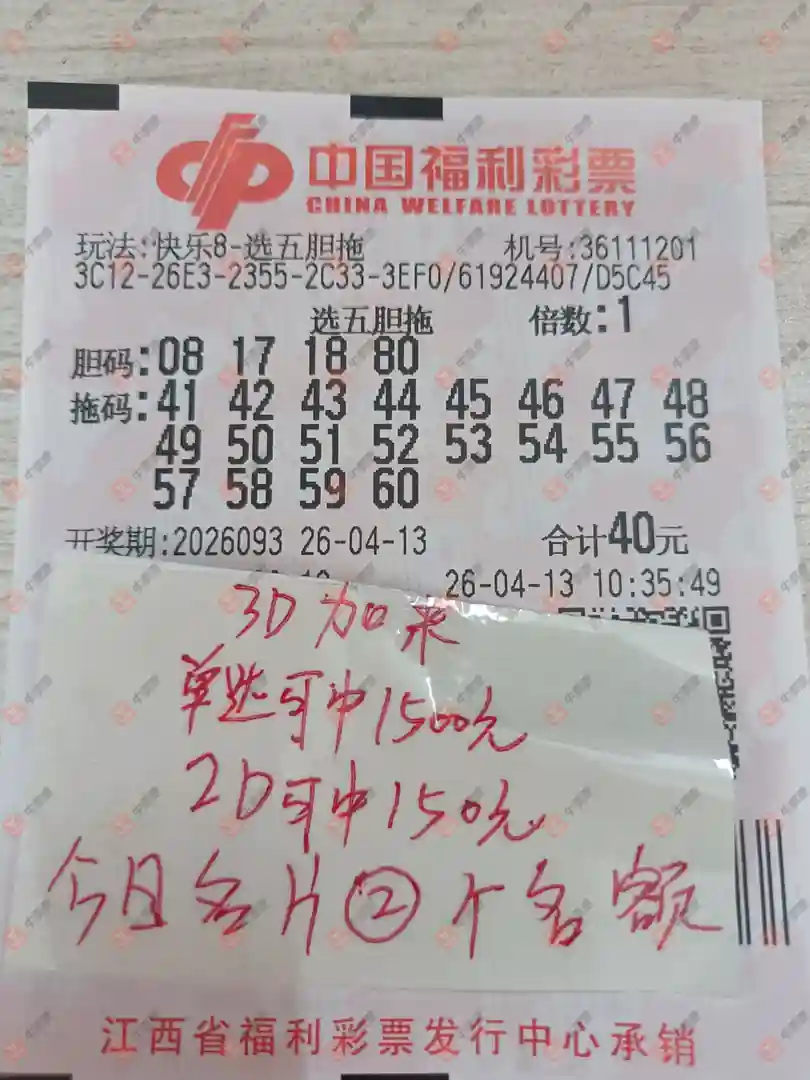 中国福利彩票
CHINA WELFARE LOTTERY
玩法:快乐8-选五胆拖 机号:36111201
3C12-26E3-2355-2C33-3EF0/61924407/D5C45
选五胆拖 倍数:1
胆码:08 17 18 80
拖码:41 42 43 44 45 46 47 48
49 50 51 52 53 54 55 56
57 58 59 60
开奖期:2026093 26-04-13 合计40元
26-04-13 10:35:49
3D加来
单选可中1500元
2D可中150元
今日名片②个名额
江西省福利彩票发行中心承销